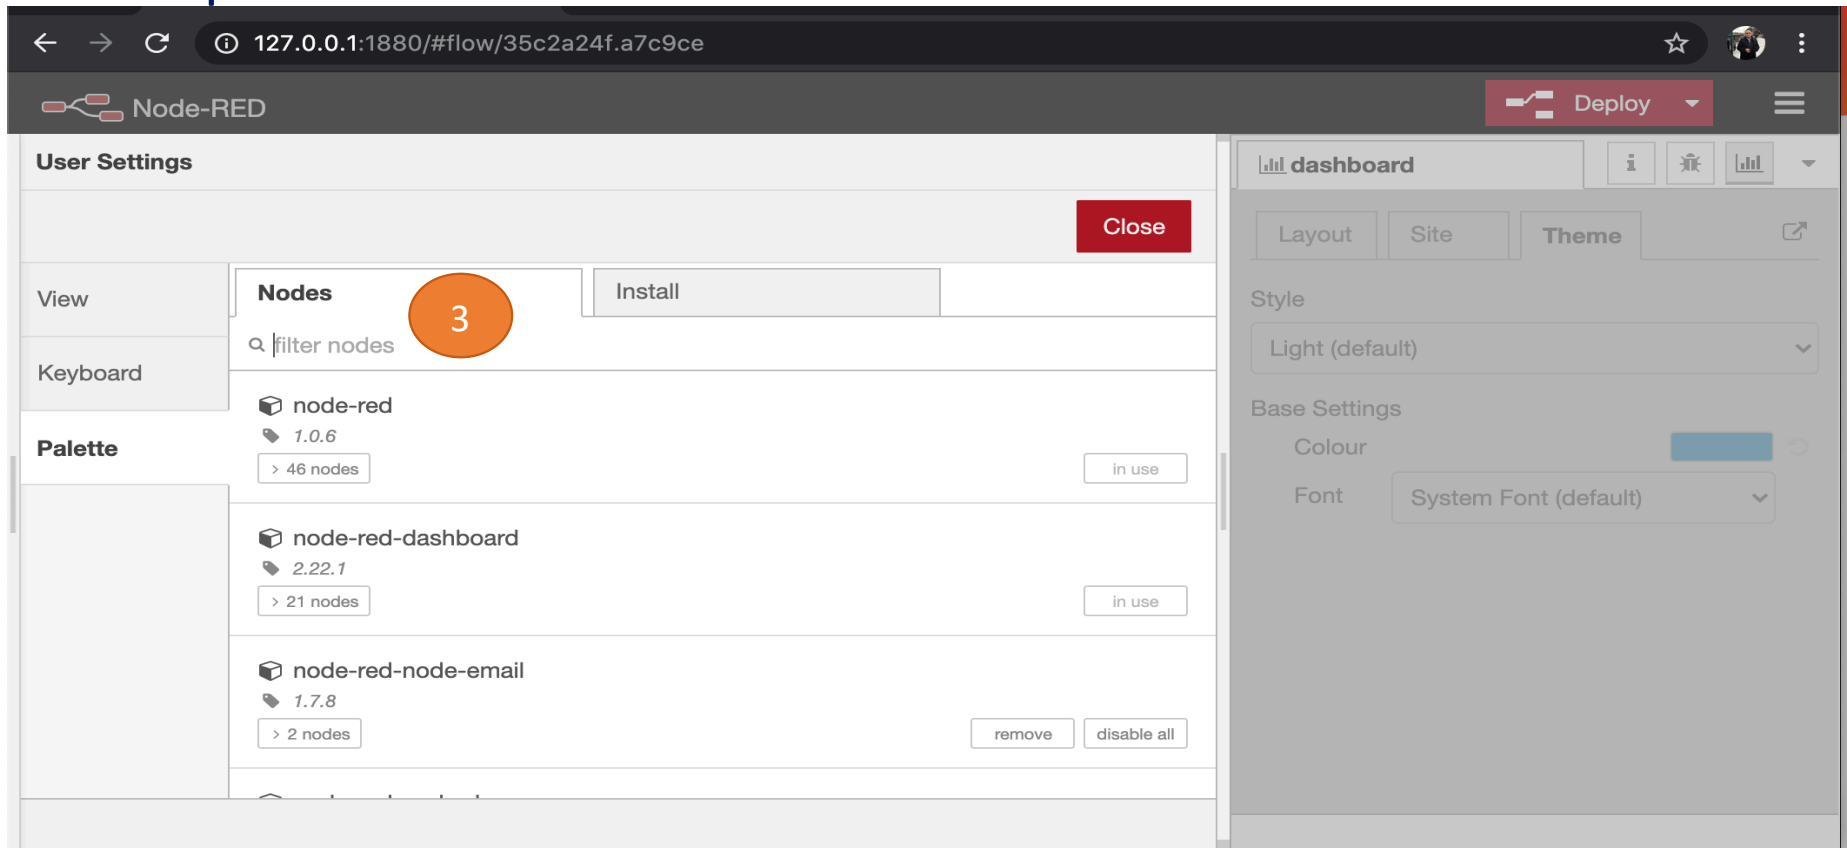 127.0.0.1:1880/#flow/35c2a24f.a7c9ce
Node-RED
Deploy
User Settings
Close
View
Keyboard
Palette
Nodes
3
Install
filter nodes
node-red
1.0.6
> 46 nodes
in use
node-red-dashboard
2.22.1
> 21 nodes
in use
node-red-node-email
1.7.8
> 2 nodes
remove
disable all
dashboard
i
Layout
Site
Theme
Style
Light (default)
Base Settings
Colour
Font
System Font (default)